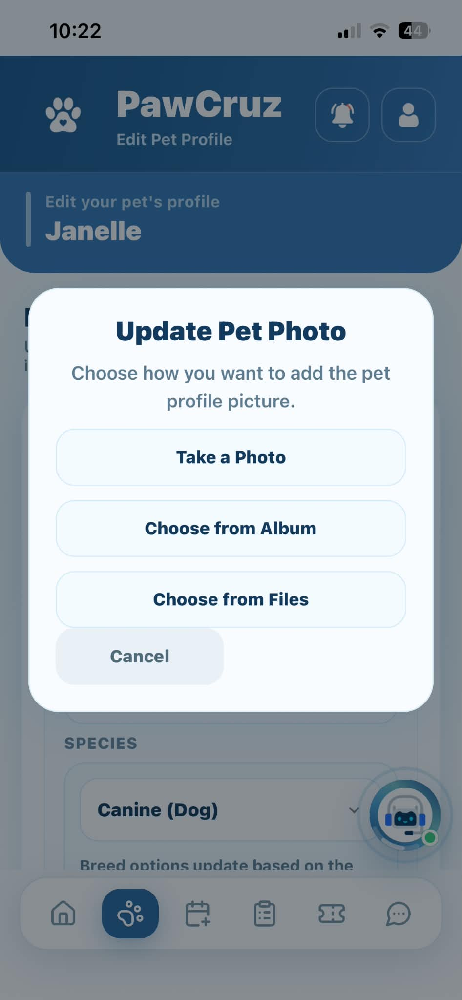 10:22
44
PawCruz
Edit Pet Profile
Edit your pet's profile
Janelle
Update Pet Photo
Choose how you want to add the pet
profile picture.
Take a Photo
Choose from Album
Choose from Files
Cancel
SPECIES
Canine (Dog)
Breed options update based on the